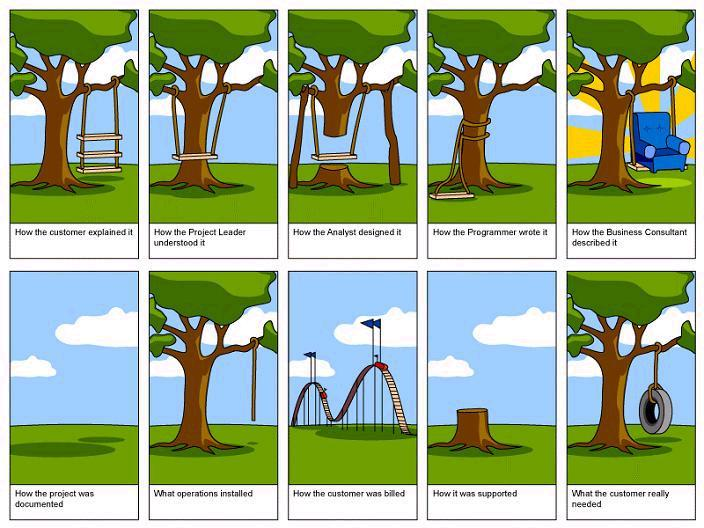 How the customer explained it
How the Project Leader
understood it
How the Analyst designed it
How the Programmer wrote it
How the Business Consultant
described it
How the project was
documented
What operations installed
How the customer was billed
How it was supported
What the customer really
needed